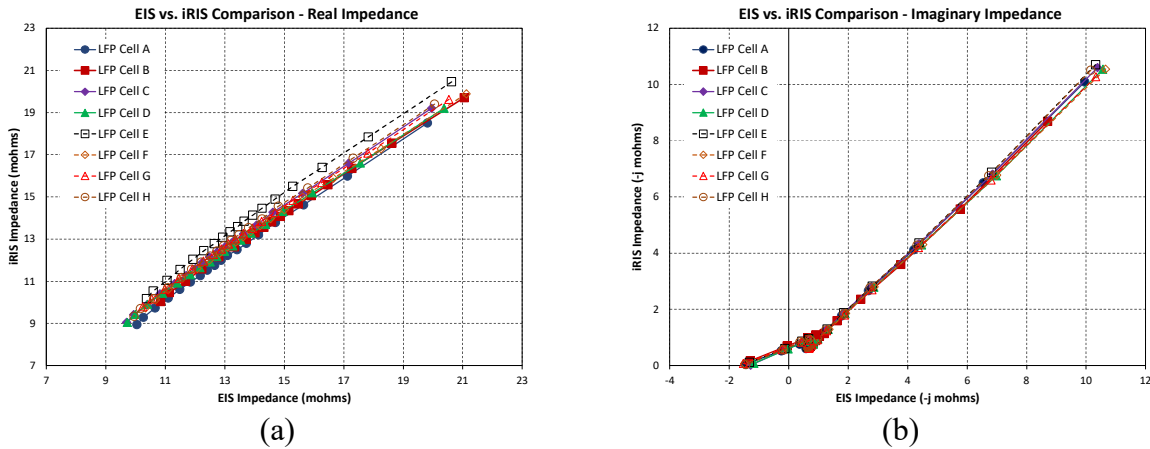 EIS vs. iRIS Comparison - Real Impedance
23
21
19
17
15
13
11
9
7
iRIS Impedance (mohms)
LFP Cell A
LFP Cell B
LFP Cell C
LFP Cell D
LFP Cell E
LFP Cell F
LFP Cell G
LFP Cell H
7 9 11 13 15 17 19 21 23
EIS Impedance (mohms)
(a)
EIS vs. iRIS Comparison - Imaginary Impedance
12
10
8
6
4
2
0
iRIS Impedance (-j mohms)
LFP Cell A
LFP Cell B
LFP Cell C
LFP Cell D
LFP Cell E
LFP Cell F
LFP Cell G
LFP Cell H
-4 -2 0 2 4 6 8 10 12
EIS Impedance (-j mohms)
(b)